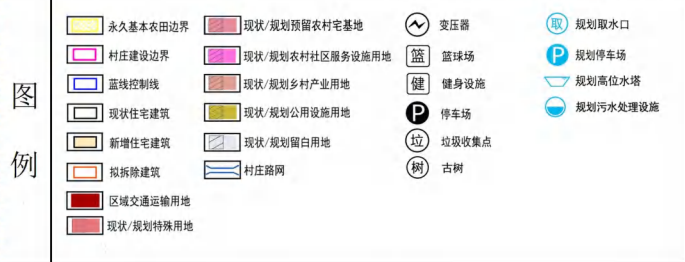 图例
永久基本农田边界
村庄建设边界
蓝线控制线
现状住宅建筑
新增住宅建筑
拟拆除建筑
区域交通运输用地
现状/规划特殊用地
现状/规划预留农村宅基地
现状/规划农村社区服务设施用地
现状/规划乡村产业用地
现状/规划公用设施用地
现状/规划留白用地
村庄路网
变压器
篮 篮球场
健 健身设施
P 停车场
垃 垃圾收集点
树 古树
取 规划取水口
P 规划停车场
规划高位水塔
规划污水处理设施